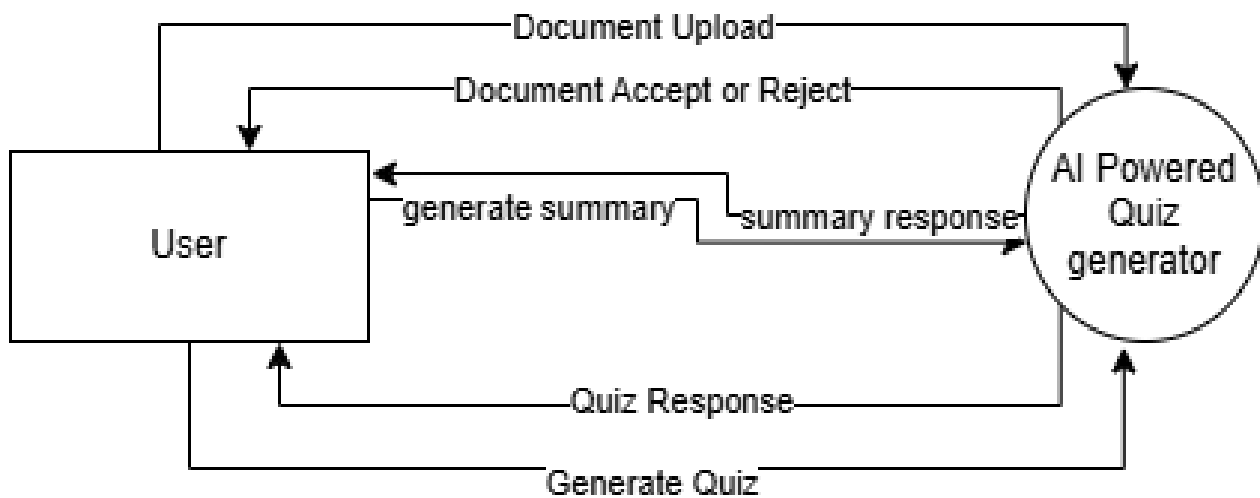 Document Upload
Document Accept or Reject
AI Powered
Quiz
generator
generate summary
summary response
User
Quiz Response
Generate Quiz